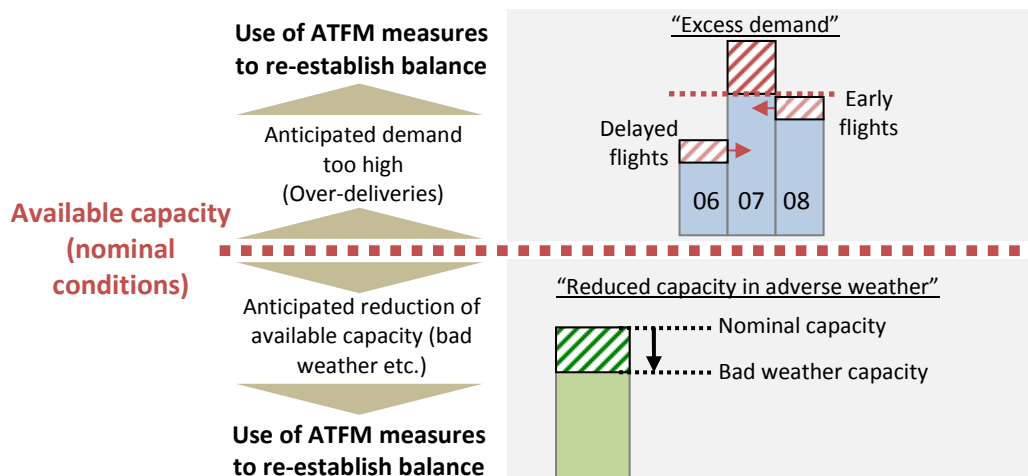 Use of ATFM measures
to re-establish balance
Anticipated demand
too high
(Over-deliveries)
Available capacity
(nominal
conditions)
Anticipated reduction of
available capacity (bad
weather etc.)
Use of ATFM measures
to re-establish balance
“Excess demand”
Early
flights
Delayed
flights
06 07 08
“Reduced capacity in adverse weather”
Nominal capacity
Bad weather capacity